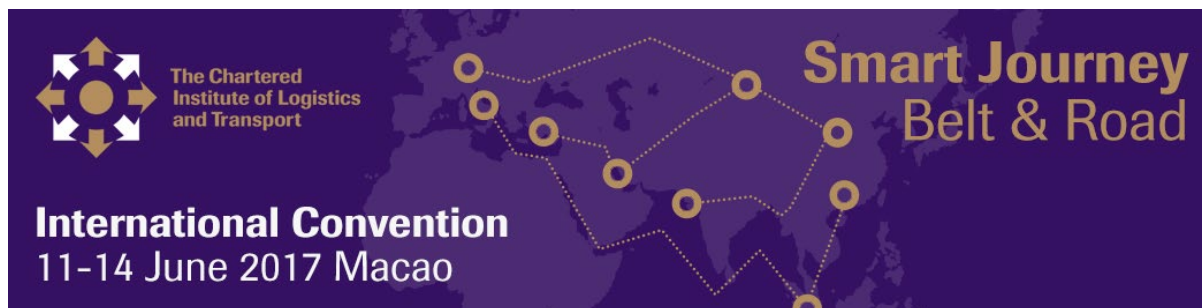 The Chartered
Institute of Logistics
and Transport
Smart Journey
Belt & Road
International Convention
11-14 June 2017 Macao